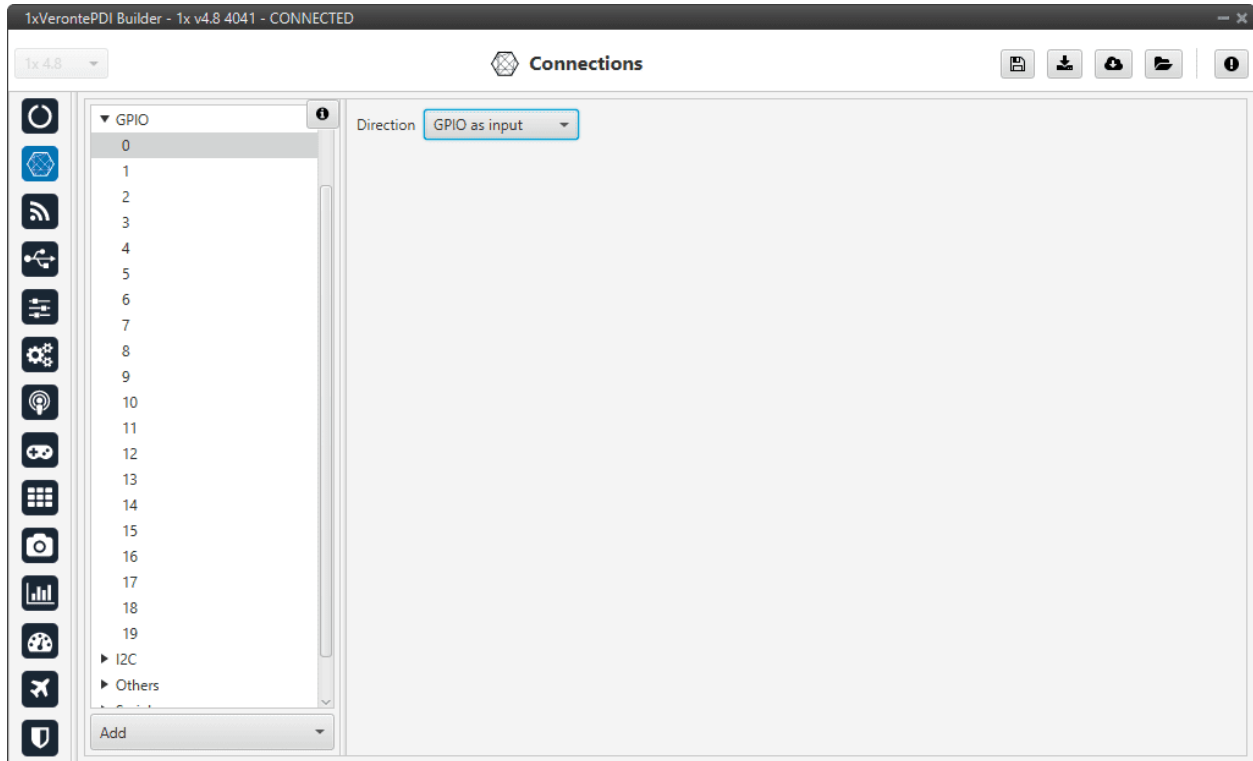 1xVerontePDI Builder - 1x v4.8 4041 - CONNECTED
1x 4.8
Connections
GPIO
Direction GPIO as input
0
1
2
3
4
5
6
7
8
9
10
11
12
13
14
15
16
17
18
19
I2C
Others
Add